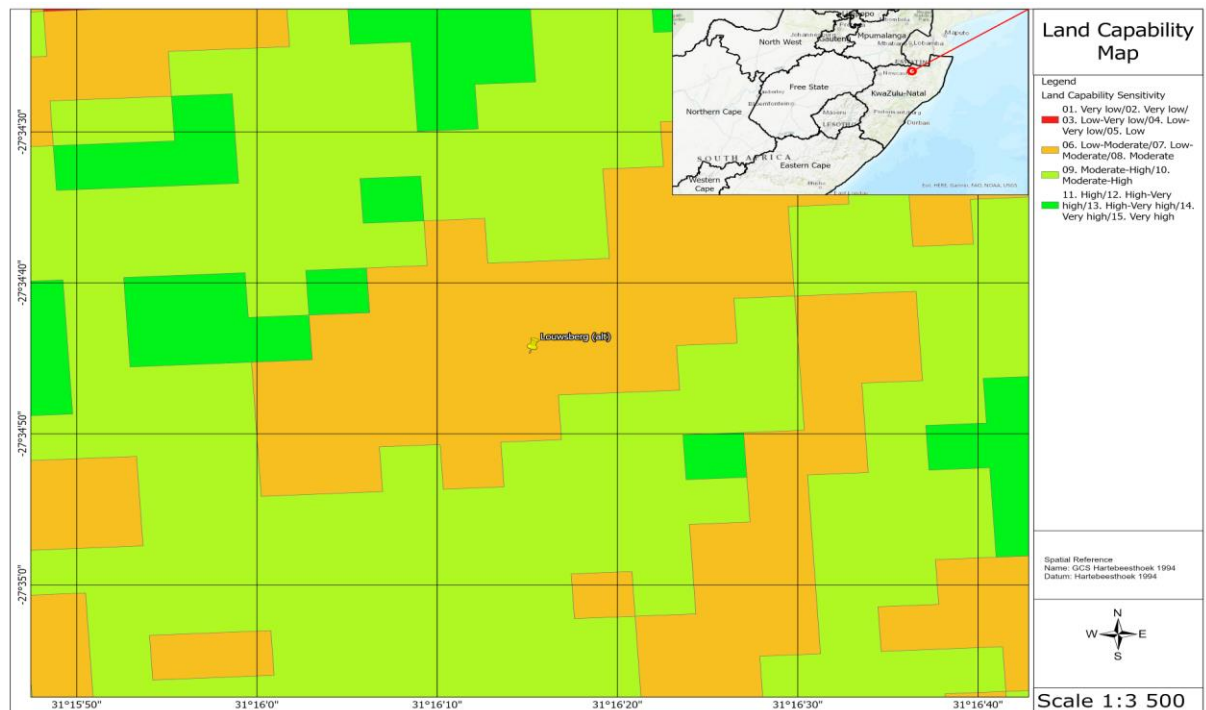 Land Capability
Map
Legend
Land Capability Sensitivity
01. Very low/02. Very low/
03. Low-Very low/04. Low-
Very low/05. Low
06. Low-Moderate/07. Low-
Moderate/08. Moderate
09. Moderate-High/10.
Moderate-High
11. High/12. High-Very
high/13. High-Very high/14.
Very high/15. Very high
North West
Mpumalanga
Lobamba
Maputo
Free State
KwaZulu-Natal
Northern Cape
Maseru
LESOTHO
Durban
SOUTH AFRICA
Eastern Cape
Western
Cape
Louwsberg (alt)
-27°34'30"
-27°34'40"
-27°34'50"
-27°35'0"
31°15'50"
31°16'0"
31°16'10"
31°16'20"
31°16'30"
31°16'40"
Spatial Reference
Name: GCS Hartebeesthoek 1994
Datum: Hartebeesthoek 1994
N
W
E
S
Scale 1:3 500